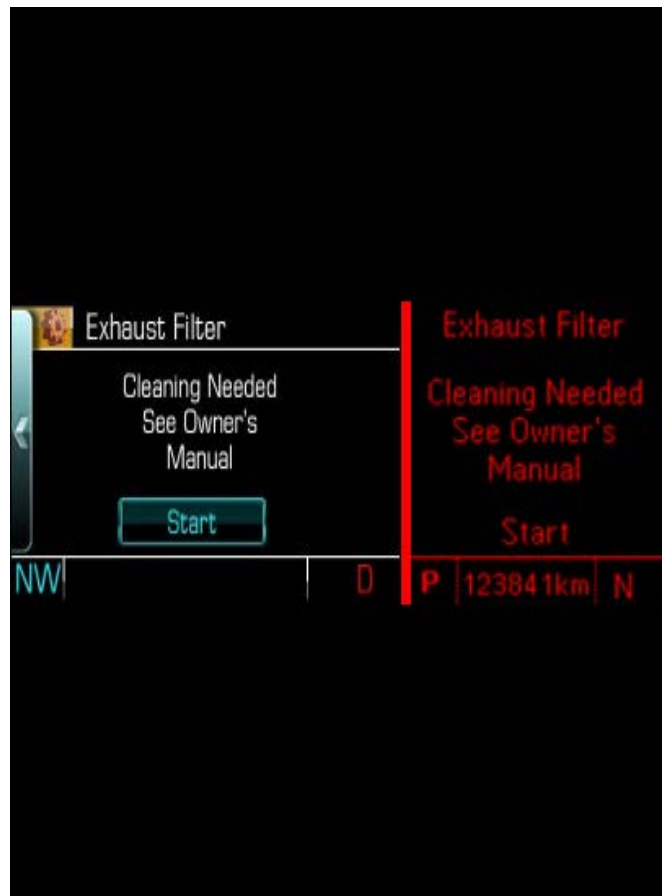 Exhaust Filter
Cleaning Needed
See Owner's
Manual
Start
NW D
Exhaust Filter
Cleaning Needed
See Owner's
Manual
Start
P 123841km N